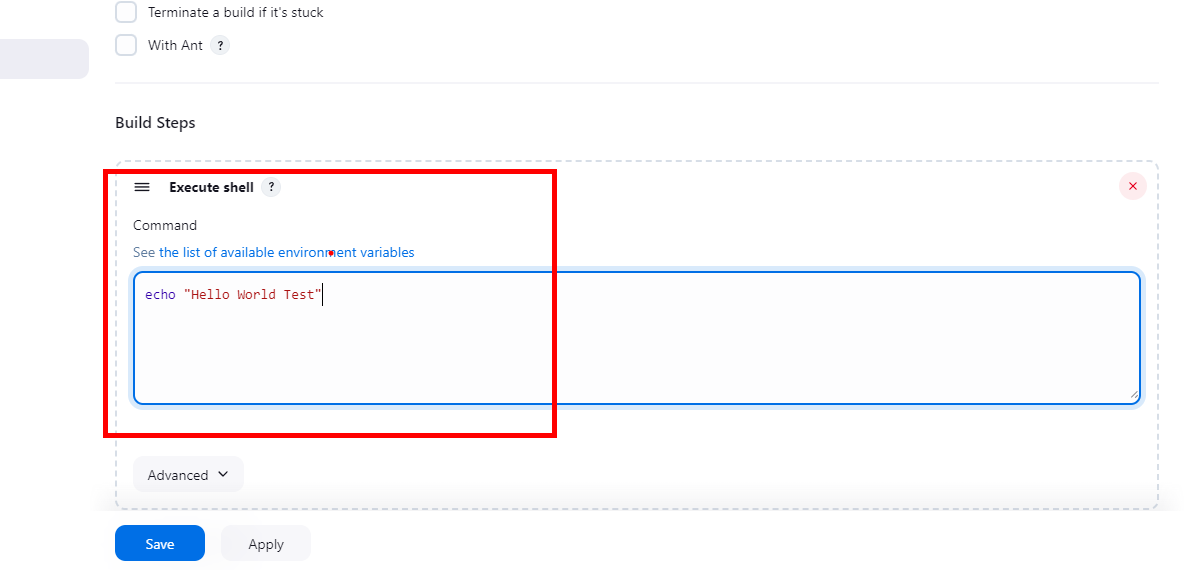 Terminate a build if it's stuck
With Ant ?
Build Steps
Execute shell ?
Command
See the list of available environment variables
echo "Hello World Test"
Advanced
Save Apply